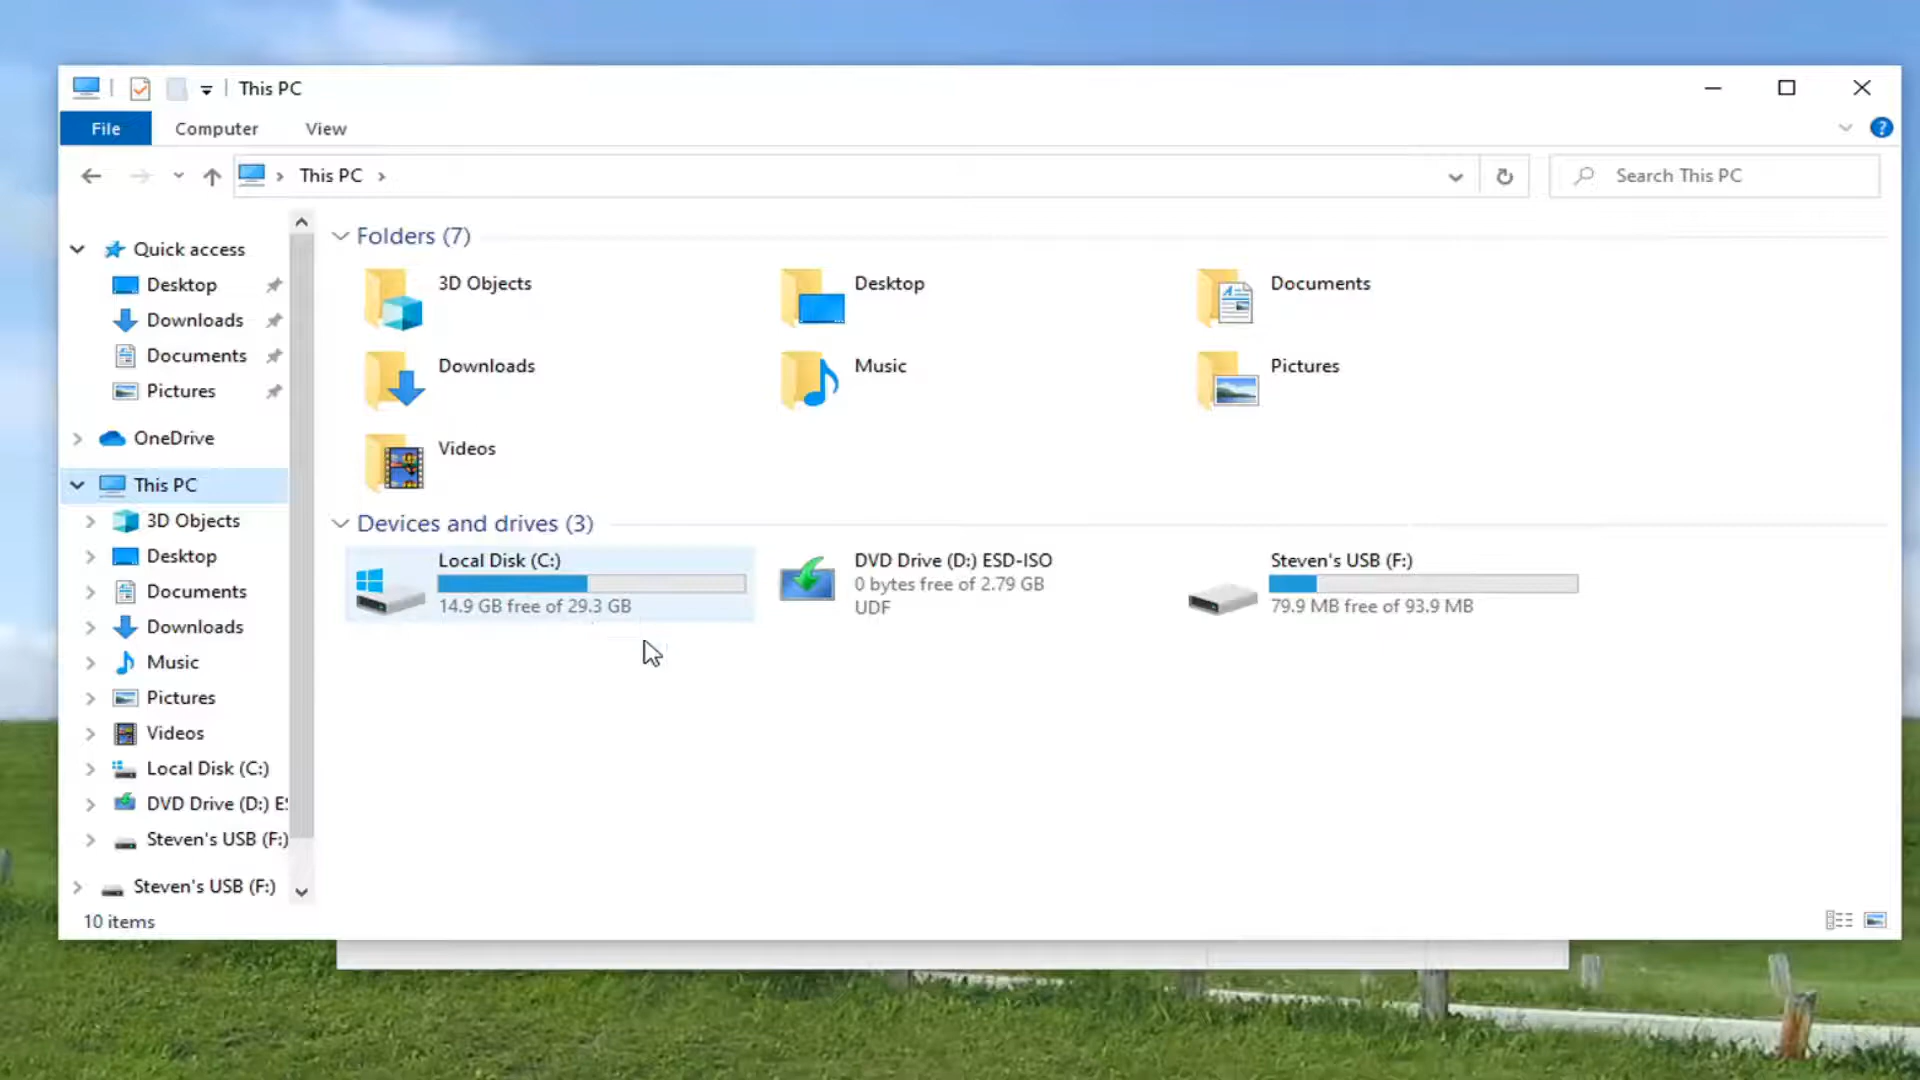 This PC
File
Computer
View
?
This PC
Search This PC
Quick access
Desktop
Downloads
Documents
Pictures
OneDrive
This PC
3D Objects
Desktop
Documents
Downloads
Music
Pictures
Videos
Local Disk (C:)
DVD Drive (D:) E
Steven's USB (F:)
Steven's USB (F:)
Folders (7)
3D Objects
Desktop
Documents
Downloads
Music
Pictures
Videos
Devices and drives (3)
Local Disk (C:)
14.9 GB free of 29.3 GB
DVD Drive (D:) ESD-ISO
0 bytes free of 2.79 GB
UDF
Steven's USB (F:)
79.9 MB free of 93.9 MB
10 items